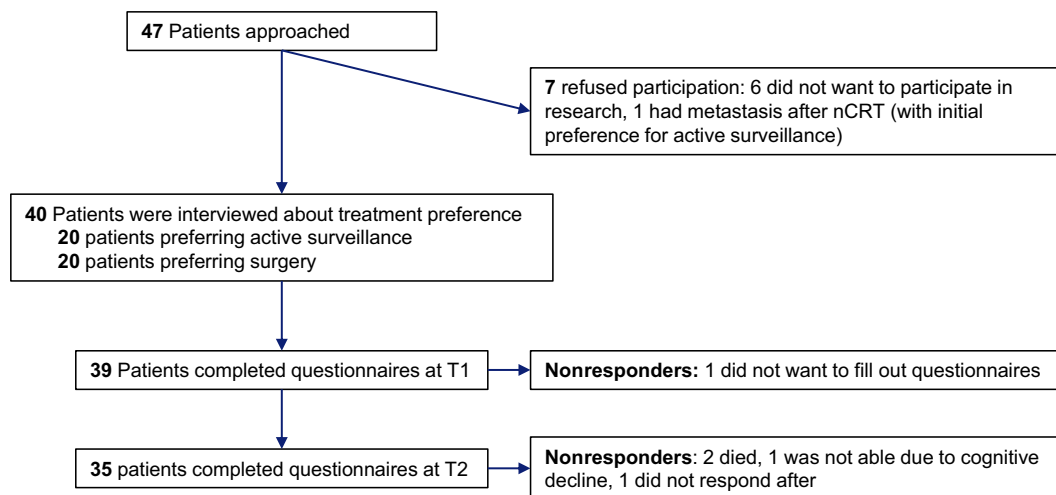 47 Patients approached
7 refused participation: 6 did not want to participate in
research, 1 had metastasis after nCRT (with initial
preference for active surveillance)
40 Patients were interviewed about treatment preference
20 patients preferring active surveillance
20 patients preferring surgery
39 Patients completed questionnaires at T1
Nonresponders: 1 did not want to fill out questionnaires
35 patients completed questionnaires at T2
Nonresponders: 2 died, 1 was not able due to cognitive
decline, 1 did not respond after